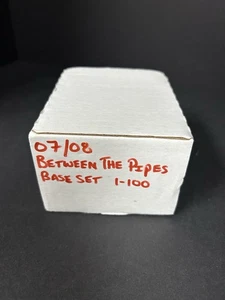 07/08
BETWEEN THE PIPES
BASE SET 1-100